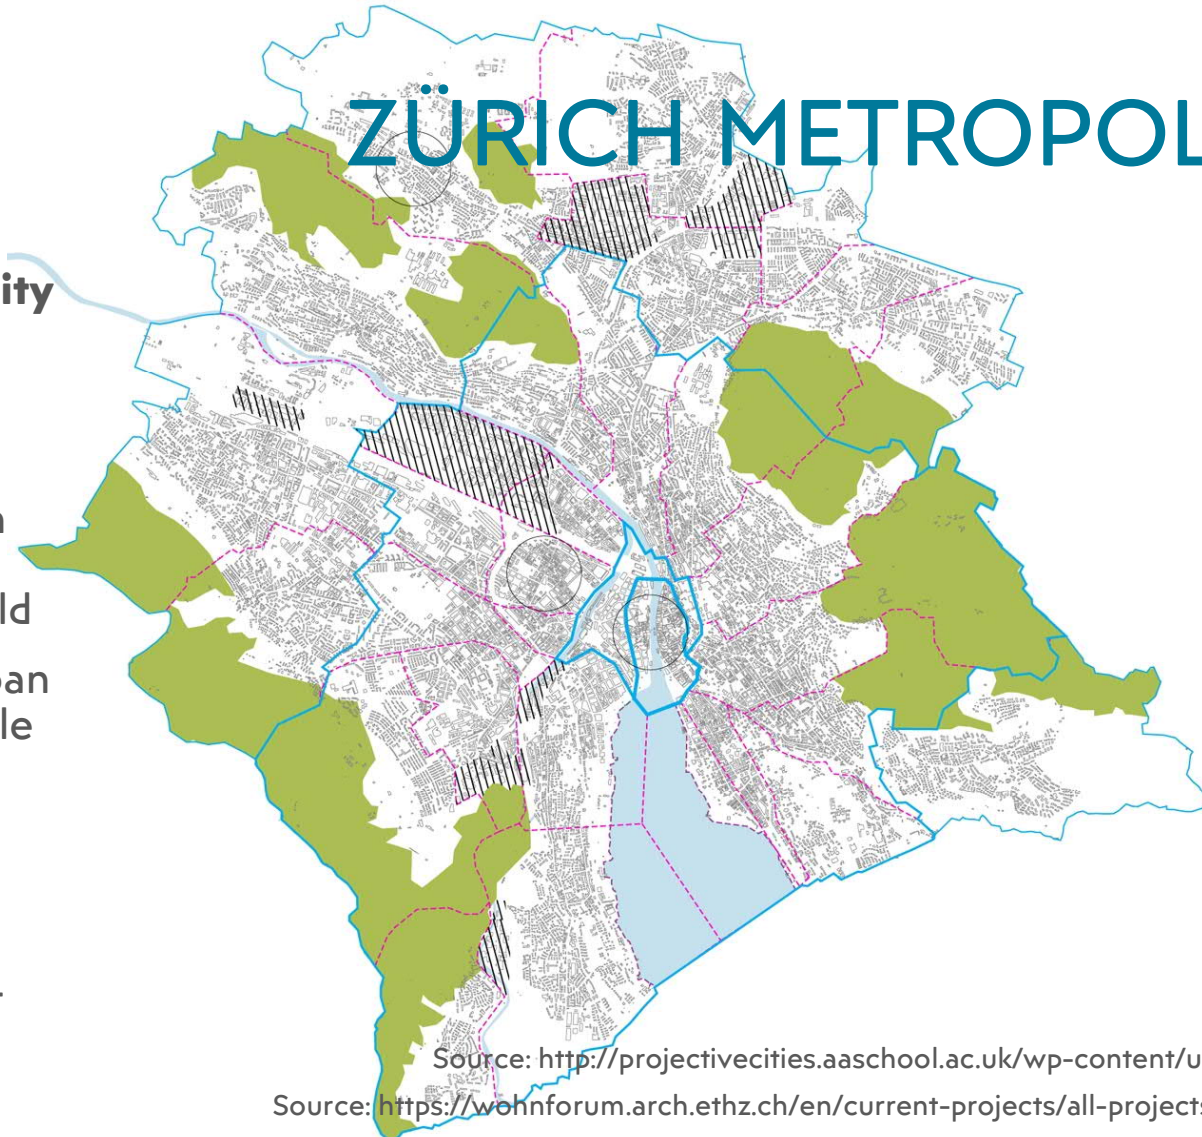 ZÜRICH METROPOL
ity
ld
le
Source: http://projectivecities.aaschool.ac.uk/wp-content/u
Source: https://wohnforum.arch.ethz.ch/en/current-projects/all-projects